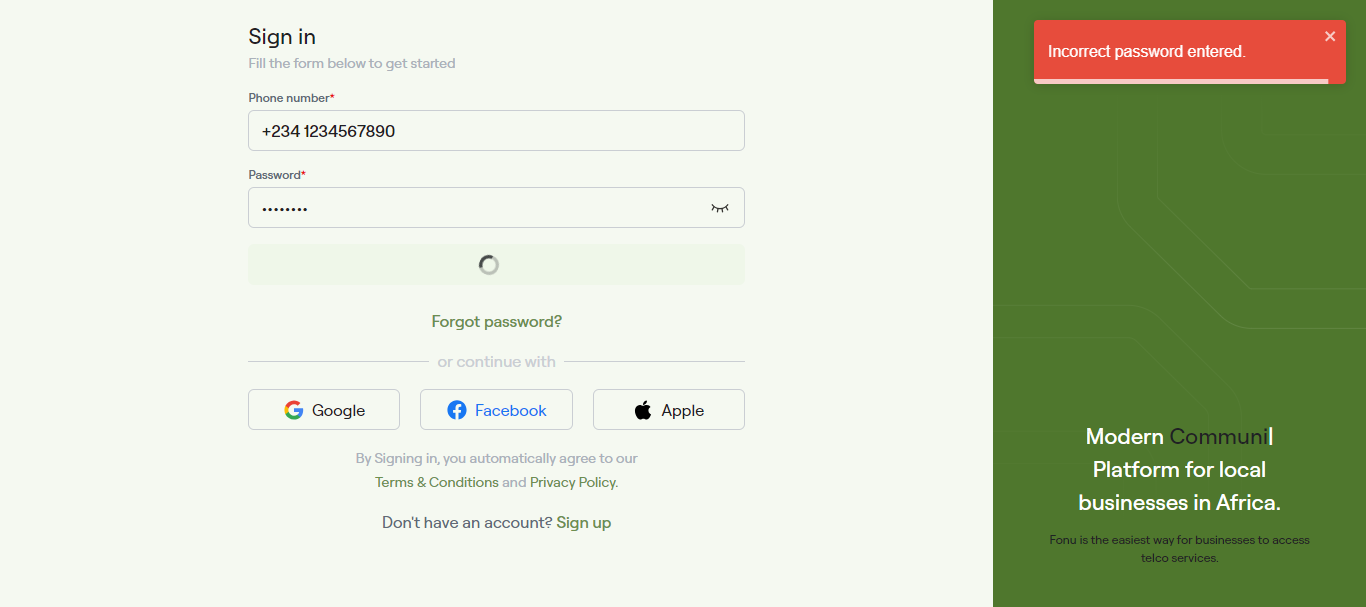 Sign in
Fill the form below to get started
Phone number*
+234 1234567890
Password*
••••••••
Forgot password?
or continue with
Google
Facebook
Apple
By Signing in, you automatically agree to our
Terms & Conditions and Privacy Policy.
Don't have an account? Sign up
Incorrect password entered.
Modern Communi
Platform for local
businesses in Africa.
Fonu is the easiest way for businesses to access
telco services.